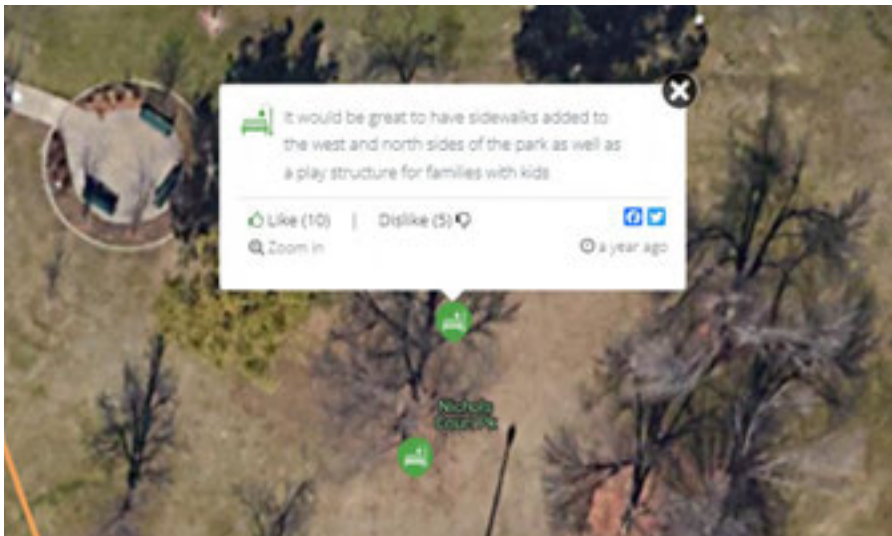 It would be great to have sidewalks added to
the west and north sides of the park as well as
a play structure for families with kids
Like (10) | Dislike (5)
Zoom in
a year ago
Nichols
Court Pk